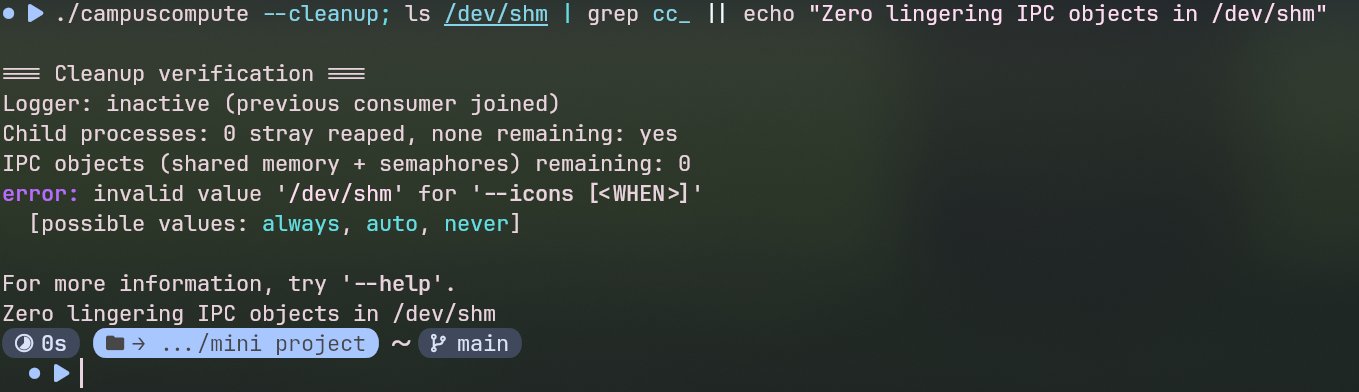 ./campuscompute --cleanup; ls /dev/shm | grep cc_ || echo "Zero lingering IPC objects in /dev/shm"
=== Cleanup verification ===
Logger: inactive (previous consumer joined)
Child processes: 0 stray reaped, none remaining: yes
IPC objects (shared memory + semaphores) remaining: 0
error: invalid value '/dev/shm' for '--icons [<WHEN>]'
[possible values: always, auto, never]
For more information, try '--help'.
Zero lingering IPC objects in /dev/shm
0s → .../mini project ~ main